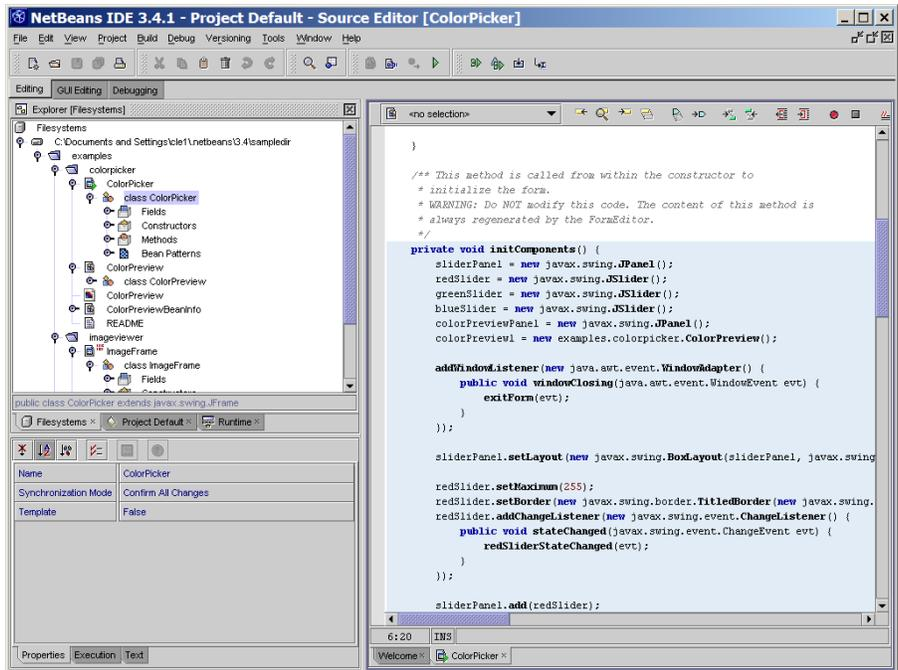 NetBeans IDE 3.4.1 - Project Default - Source Editor [ColorPicker]
File Edit View Project Build Debug Versioning Tools Window Help
Editing GUI Editing Debugging
Explorer [Filesystems]
Filesystems
C:\Documents and Settings\cle1\.netbeans\3.4\sampledir
examples
colorpicker
ColorPicker
class ColorPicker
Fields
Constructors
Methods
Bean Patterns
ColorPreview
class ColorPreview
ColorPreview
ColorPreviewBeanInfo
README
imageviewer
ImageFrame
class ImageFrame
Fields
public class ColorPicker extends javax.swing.JFrame
Filesystems Project Default Runtime
Name ColorPicker
Synchronization Mode Confirm All Changes
Template False
Properties Execution Text
<no selection>
}
/** This method is called from within the constructor to
* initialize the form.
* WARNING: Do NOT modify this code. The content of this method is
* always regenerated by the FormEditor.
*/
private void initComponents() {
sliderPanel = new javax.swing.JPanel();
redSlider = new javax.swing.JSlider();
greenSlider = new javax.swing.JSlider();
blueSlider = new javax.swing.JSlider();
colorPreviewPanel = new javax.swing.JPanel();
colorPreview1 = new examples.colorpicker.ColorPreview();
addWindowListener(new java.awt.event.WindowAdapter() {
public void windowClosing(java.awt.event.WindowEvent evt) {
exitForm(evt);
}
});
sliderPanel.setLayout(new javax.swing.BoxLayout(sliderPanel, javax.swing
redSlider.setMaximum(255);
redSlider.setBorder(new javax.swing.border.TitledBorder(new javax.swing.
redSlider.addChangeListener(new javax.swing.event.ChangeListener() {
public void stateChanged(javax.swing.event.ChangeEvent evt) {
redSliderStateChanged(evt);
}
});
sliderPanel.add(redSlider);
6:20 INS
Welcome ColorPicker